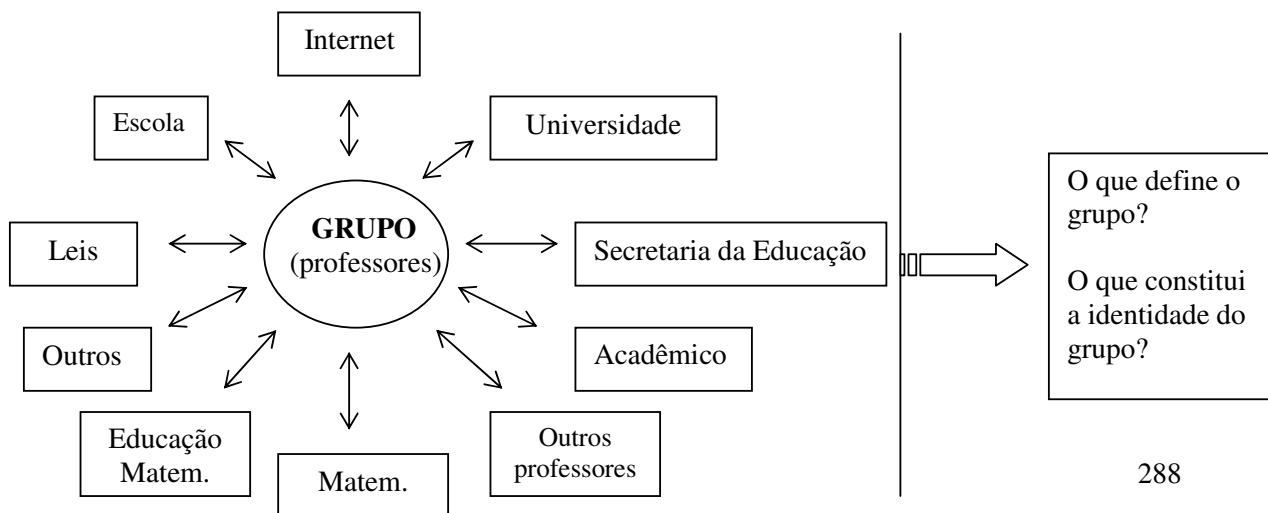 Internet
Escola
Universidade
GRUPO
(professores)
Leis
Secretaria da Educação
Outros
Acadêmico
Educação
Matem.
Matem.
Outros
professores
O que define o
grupo?
O que constitui
a identidade do
grupo?
288